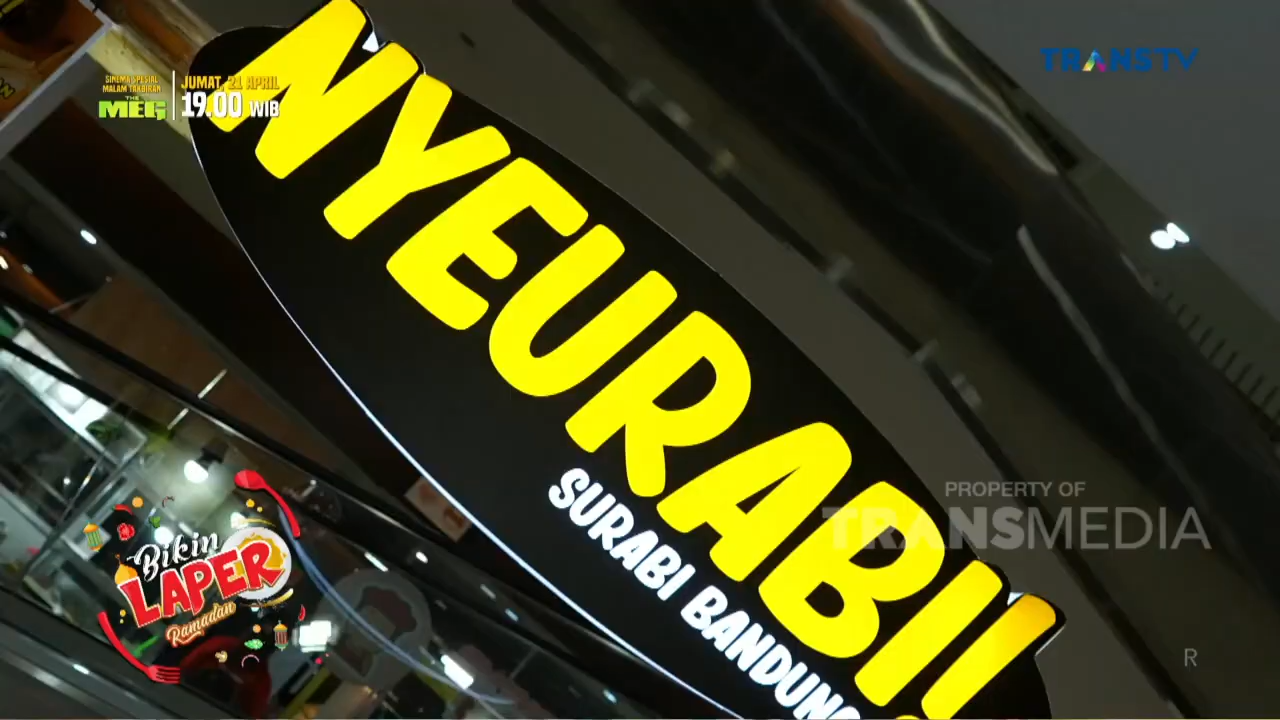 SINEMA SPESIAL
MALAM TAKBIRAN
THE
MEG
JUMAT, 21 APRIL
19.00 WIB
TRANSTV
NYEURABI!
SURABI BANDUNG
PROPERTY OF
TRANSMEDIA
Bikin
LAPER
Ramadan
R